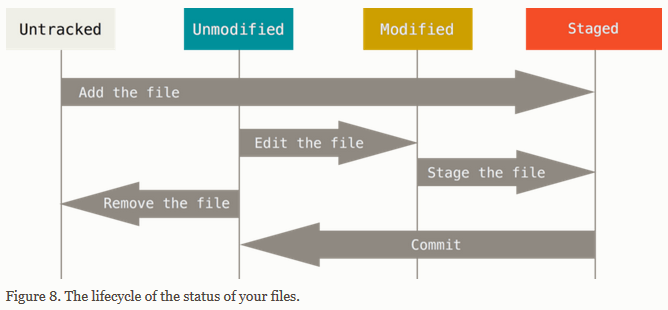 Untracked Unmodified Modified Staged
Add the file
Edit the file
Stage the file
Remove the file
Commit
Figure 8. The lifecycle of the status of your files.